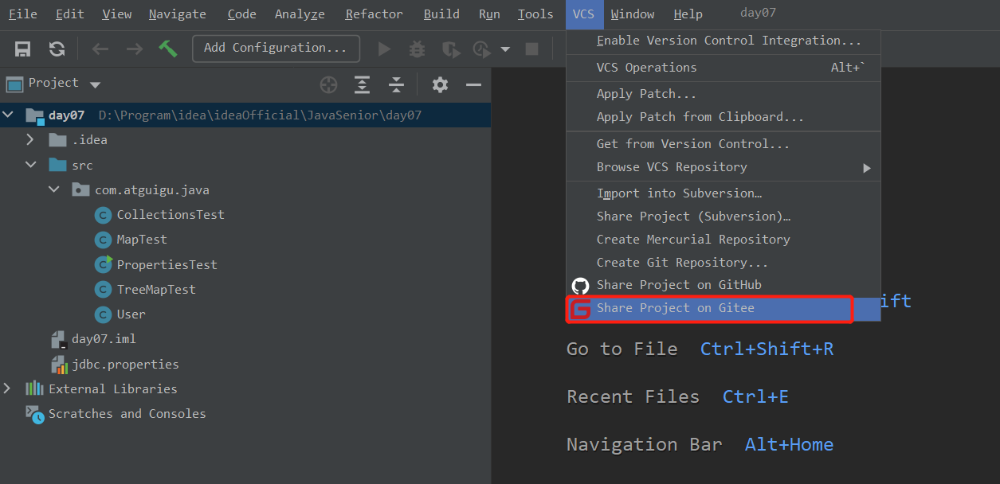 File Edit View Navigate Code Analyze Refactor Build Run Tools VCS Window Help day07
Add Configuration...
Project
day07 D:\Program\idea\ideaOfficial\JavaSenior\day07
.idea
src
com.atguigu.java
CollectionsTest
MapTest
PropertiesTest
TreeMapTest
User
day07.iml
jdbc.properties
External Libraries
Scratches and Consoles
Enable Version Control Integration...
VCS Operations Alt+`
Apply Patch...
Apply Patch from Clipboard...
Get from Version Control...
Browse VCS Repository
Import into Subversion…
Share Project (Subversion)…
Create Mercurial Repository
Create Git Repository...
Share Project on GitHub
Share Project on Gitee
ift
Go to File Ctrl+Shift+R
Recent Files Ctrl+E
Navigation Bar Alt+Home